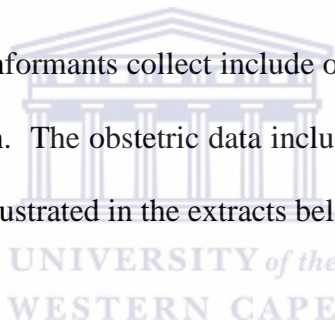 nformants collect include o
n. The obstetric data inclu
ustrated in the extracts bel
UNIVERSITY of the
WESTERN CAPE